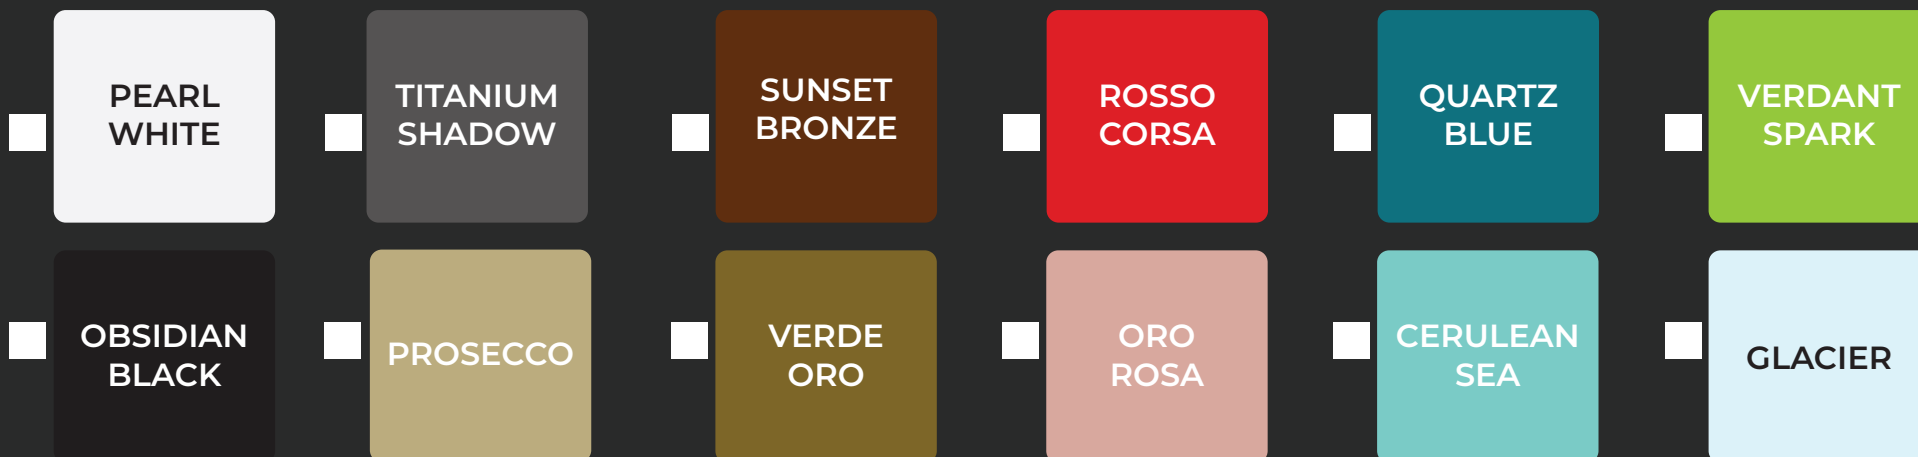 PEARL
WHITE
TITANIUM
SHADOW
SUNSET
BRONZE
ROSSO
CORSA
QUARTZ
BLUE
VERDANT
SPARK
OBSIDIAN
BLACK
PROSECCO
VERDE
ORO
ORO
ROSA
CERULEAN
SEA
GLACIER